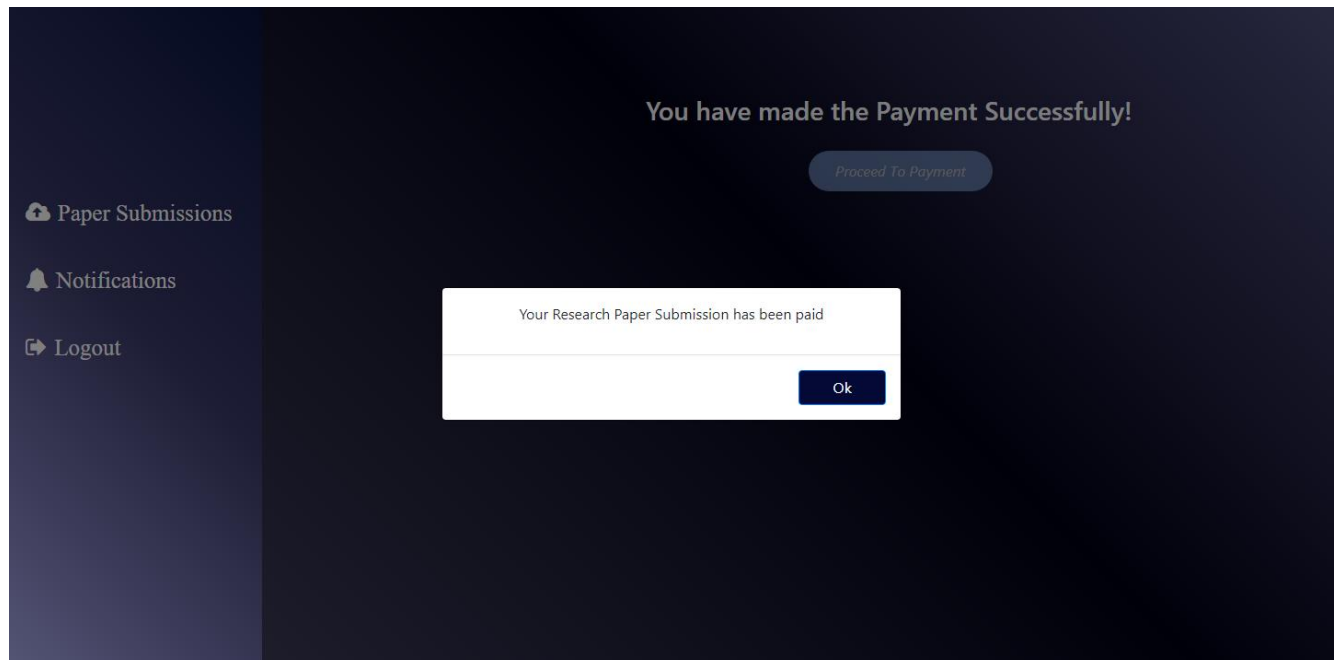 You have made the Payment Successfully!
Proceed To Payment
Paper Submissions
Notifications
Logout
Your Research Paper Submission has been paid
Ok